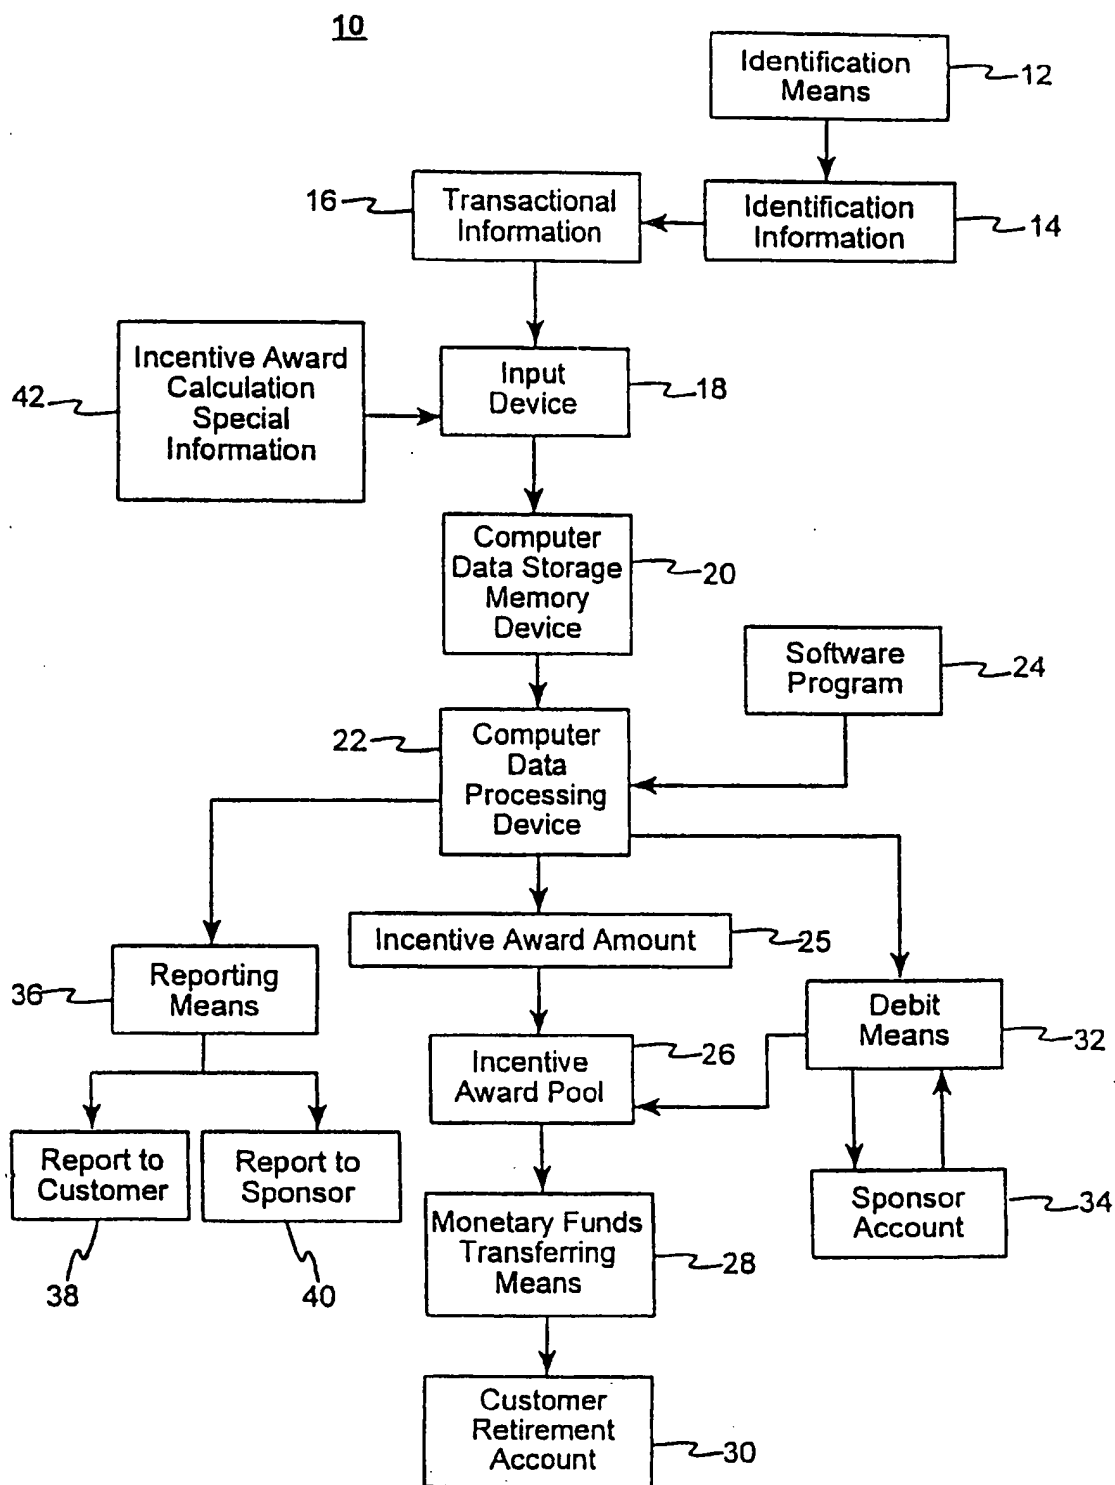 10
Identification
Means
12
16
Transactional
Information
Identification
Information
14
Incentive Award
Calculation
Special
Information
42
Input
Device
18
Computer
Data Storage
Memory
Device
20
Software
Program
24
22
Computer
Data
Processing
Device
Incentive Award Amount
25
36
Reporting
Means
Debit
Means
32
Incentive
Award Pool
26
Report to
Customer
Report to
Sponsor
38
40
Monetary Funds
Transferring
Means
28
Sponsor
Account
34
Customer
Retirement
Account
30